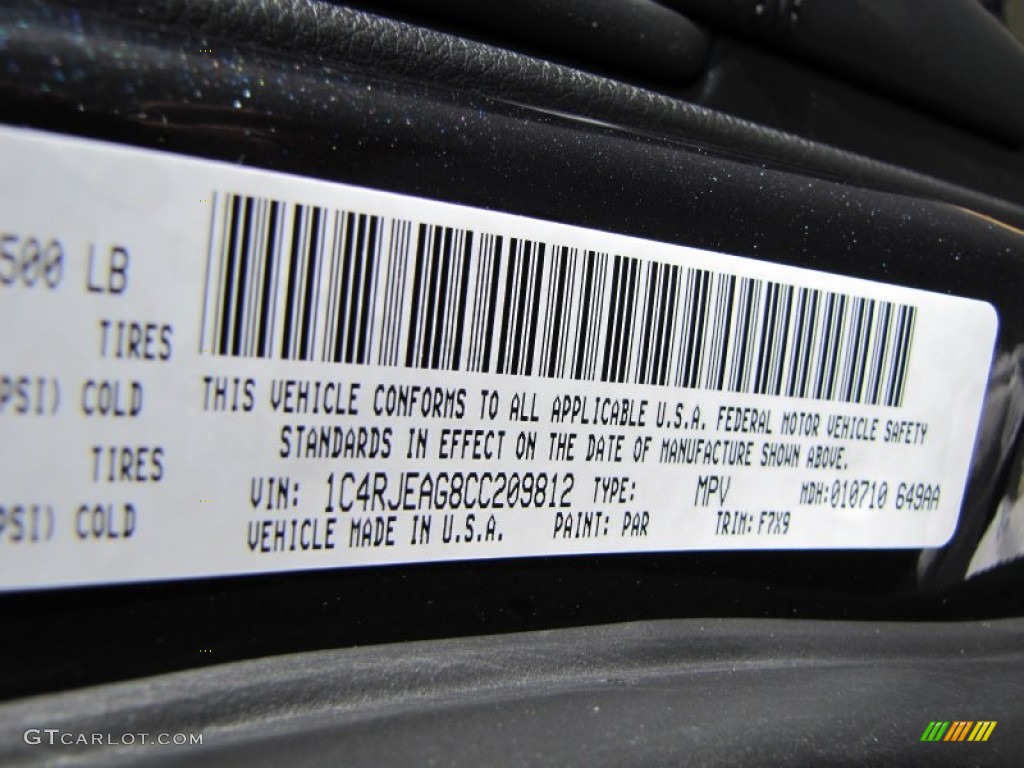 500 LB
TIRES
PSI) COLD
TIRES
PSI) COLD
THIS VEHICLE CONFORMS TO ALL APPLICABLE U.S.A. FEDERAL MOTOR VEHICLE SAFETY
STANDARDS IN EFFECT ON THE DATE OF MANUFACTURE SHOWN ABOVE.
VIN: 1C4RJEAG8CC209812 TYPE: MPV MDH:010710 649AA
VEHICLE MADE IN U.S.A. PAINT: PAR TRIM: F7X9
GTCARLOT.COM